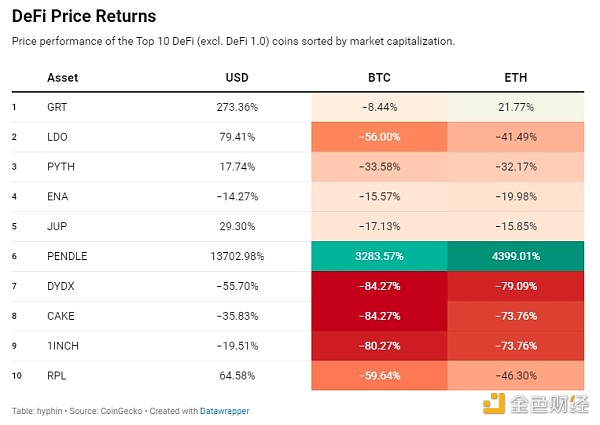 DeFi Price Returns
Price performance of the Top 10 DeFi (excl. DeFi 1.0) coins sorted by market capitalization.
Asset USD BTC ETH
1 GRT 273.36% −8.44% 21.77%
2 LDO 79.41% −56.00% −41.49%
3 PYTH 17.74% −33.58% −32.17%
4 ENA −14.27% −15.57% −19.98%
5 JUP 29.30% −17.13% −15.85%
6 PENDLE 13702.98% 3283.57% 4399.01%
7 DYDX −55.70% −84.27% −79.09%
8 CAKE −35.83% −84.27% −73.76%
9 1INCH −19.51% −80.27% −73.76%
10 RPL 64.58% −59.64% −46.30%
Table: hyphin • Source: CoinGecko • Created with Datawrapper
金色财经